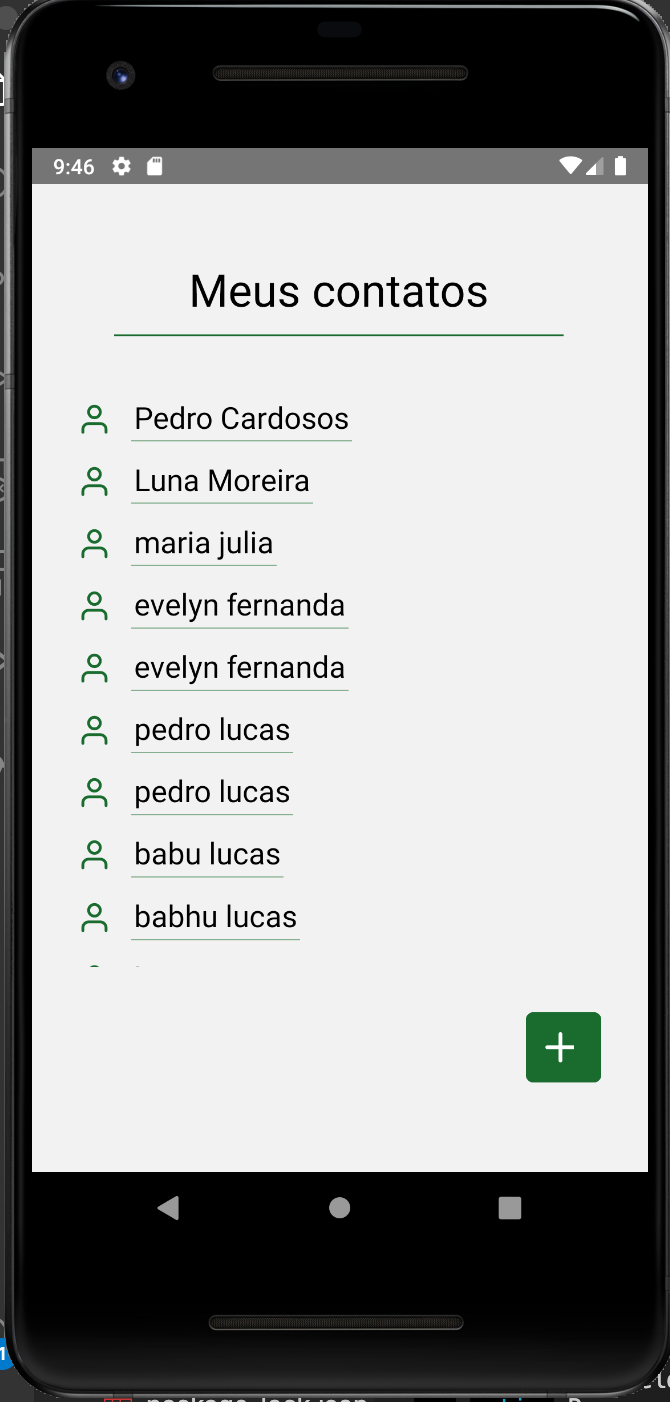 9:46
Meus contatos
Pedro Cardosos
Luna Moreira
maria julia
evelyn fernanda
evelyn fernanda
pedro lucas
pedro lucas
babu lucas
babhu lucas